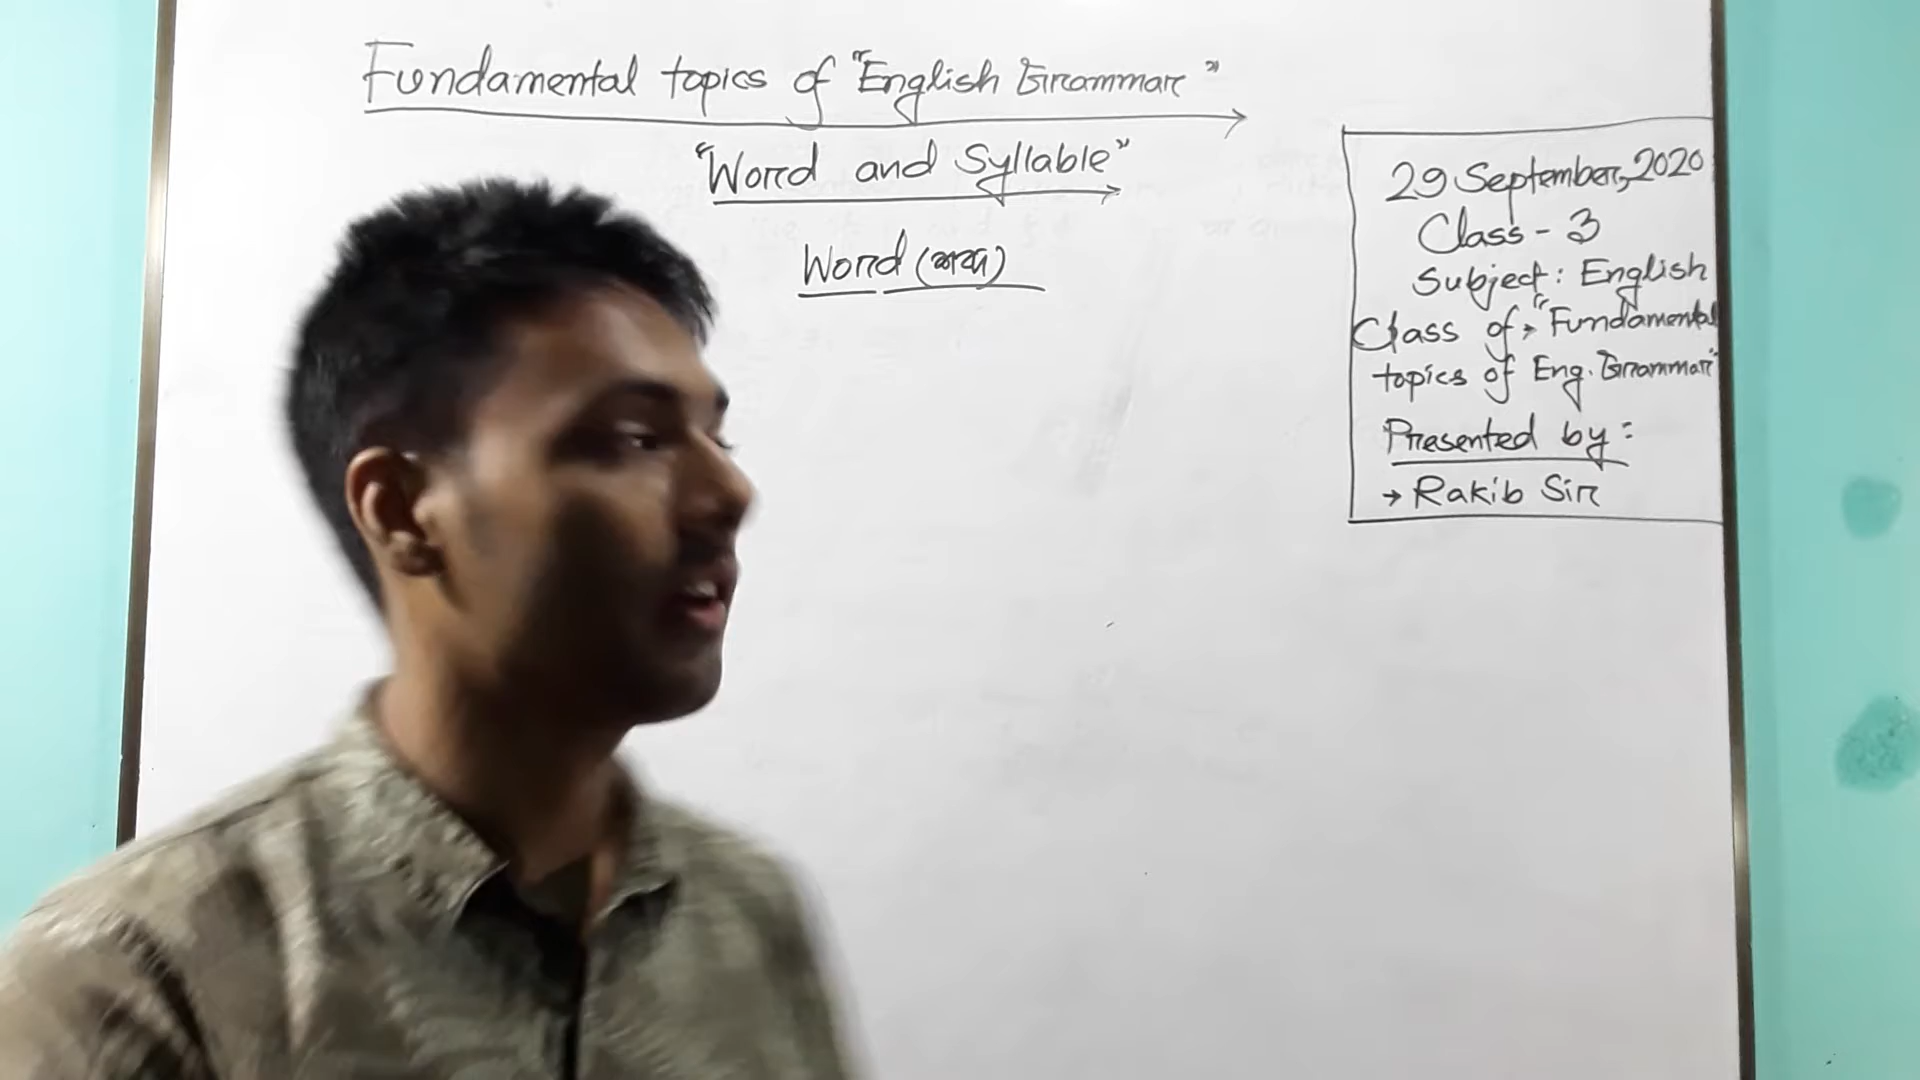 Fundamental topics of "English Grammar"
"Word and Syllable"
Word (শব্দ)
29 September, 2020
Class - 3
Subject: English
Class of → "Fundamental
topics of Eng. Grammar"
Presented by:
→ Rakib Sir